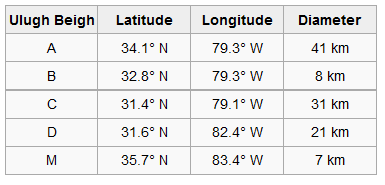 Ulugh Beigh Latitude Longitude Diameter
A 34.1° N 79.3° W 41 km
B 32.8° N 79.3° W 8 km
C 31.4° N 79.1° W 31 km
D 31.6° N 82.4° W 21 km
M 35.7° N 83.4° W 7 km